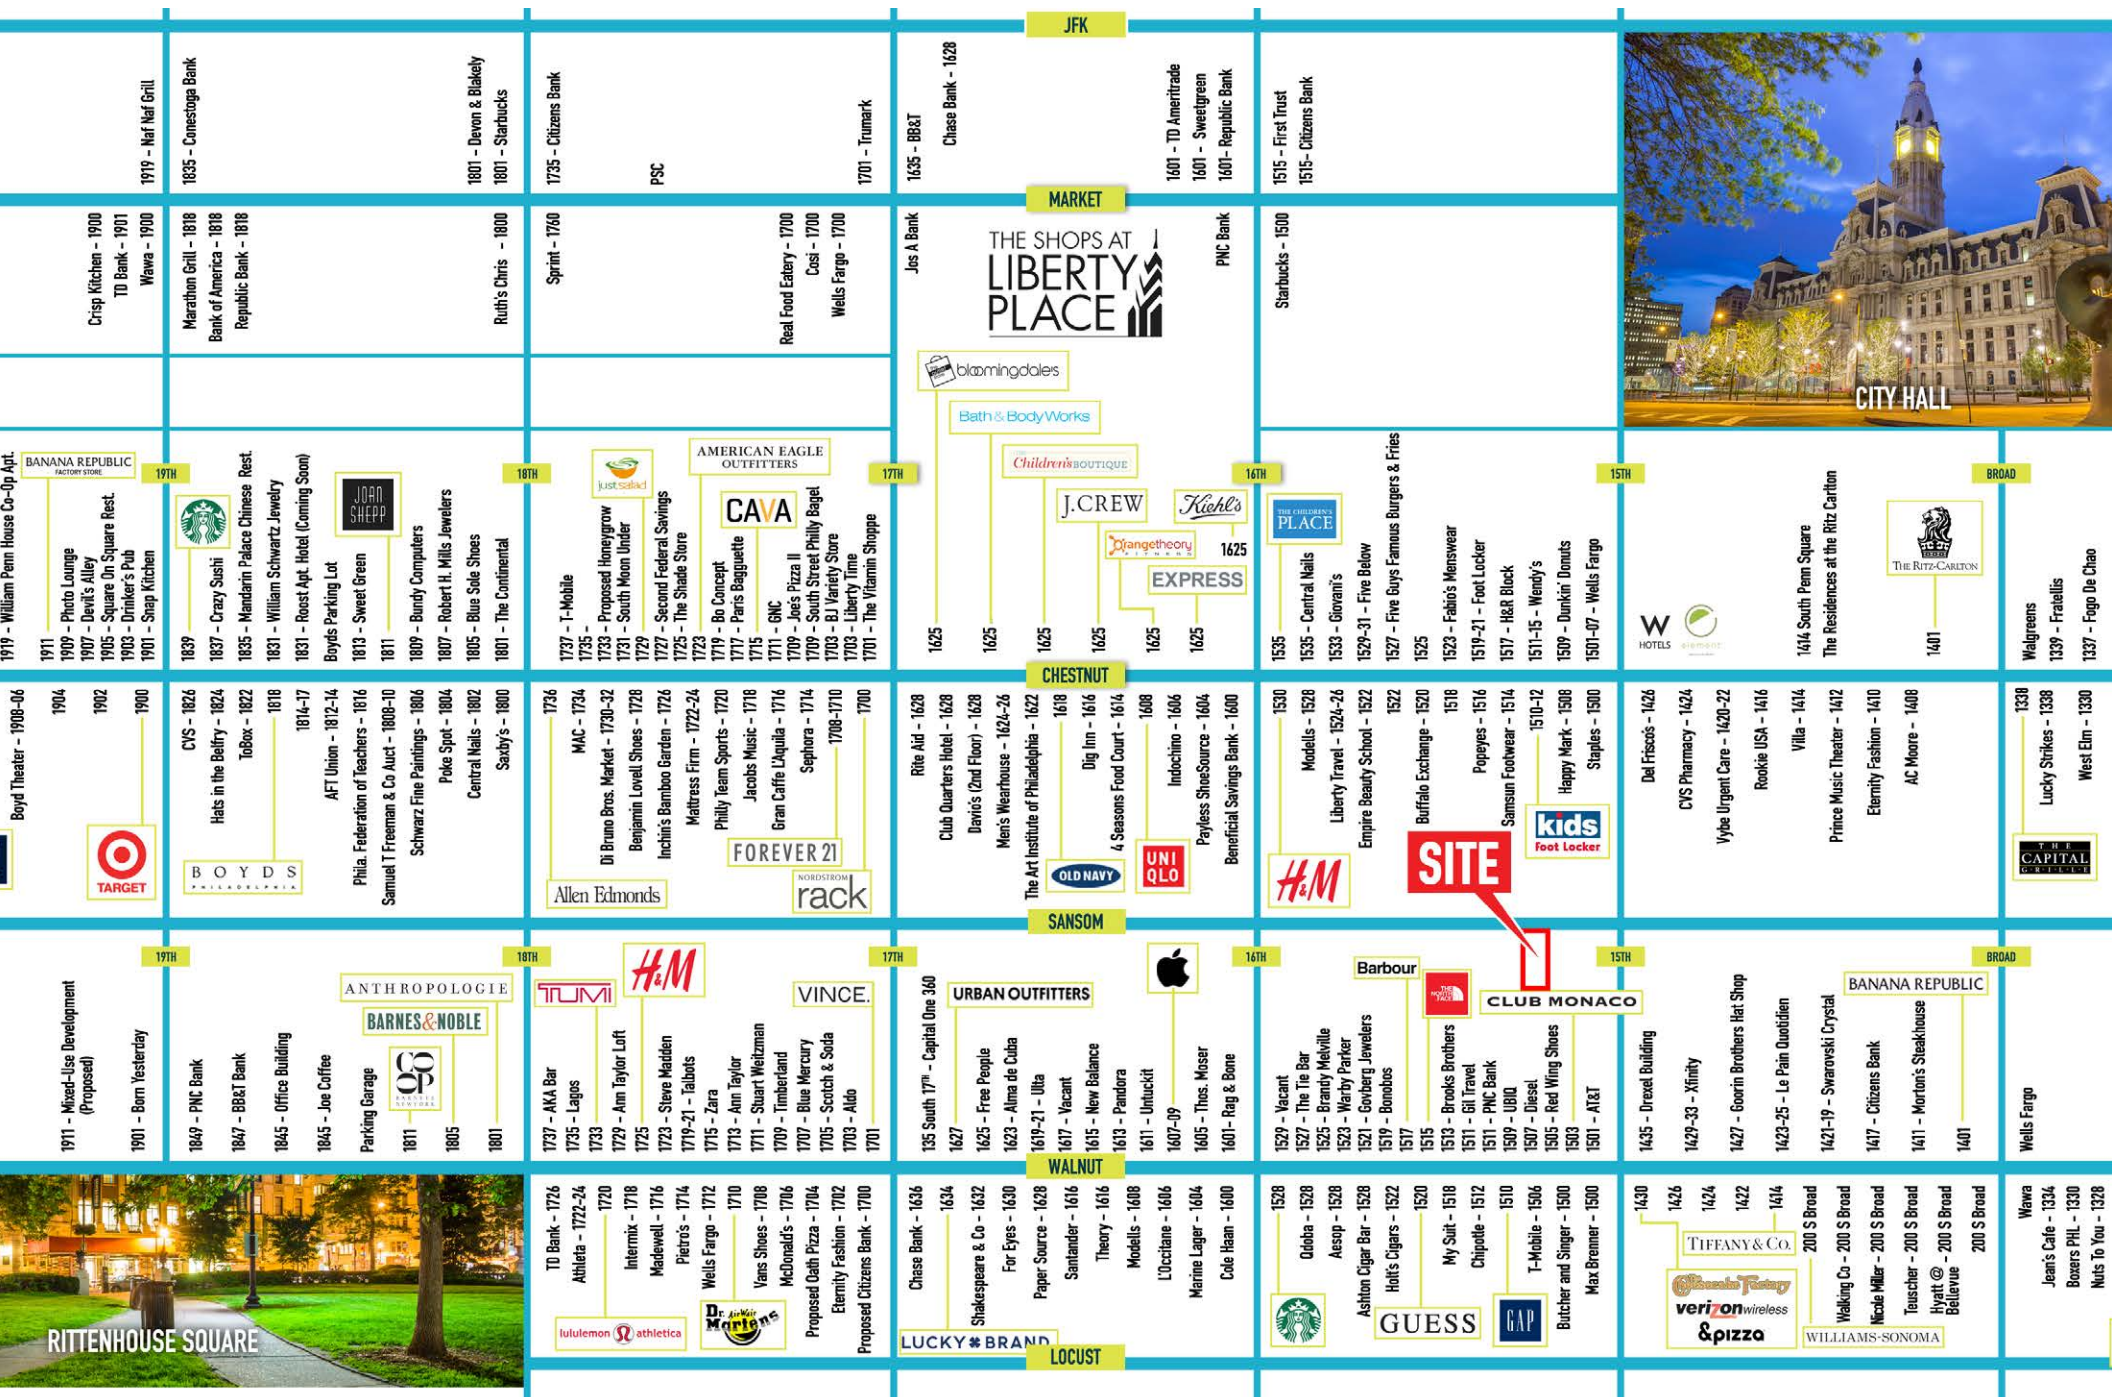 JFK
1919 - Naf Naf Grill
1835 - Conestoga Bank
1801 - Devon & Blakely
1801 - Starbucks
1735 - Citizens Bank
PSC
1701 - Trumark
1635 - BB&T
Chase Bank - 1628
1601 - TD Ameritrade
1601 - Sweetgreen
1601- Republic Bank
1515 - First Trust
1515- Citizens Bank
MARKET
Crisp Kitchen - 1900
TD Bank - 1901
Wawa - 1900
Marathon Grill - 1818
Bank of America - 1818
Republic Bank - 1818
Ruth's Chris - 1800
Sprint - 1760
Real Food Eatery - 1700
Cosi - 1700
Wells Fargo - 1700
Jos A Bank
THE SHOPS AT
LIBERTY
PLACE
PNC Bank
Starbucks - 1500
CITY HALL
bloomingdale's
Bath & Body Works
Children's BOUTIQUE
J.CREW
Kiehl's
Orangetheory
FITNESS
EXPRESS
1625
1625
1625
1625
1625
1625
1625
19TH
18TH
17TH
16TH
15TH
BROAD
1919 - William Penn House Co-Op Apt.
BANANA REPUBLIC
FACTORY STORE
1911
1909 - Photo Lounge
1907 - Devil's Alley
1905 - Square On Square Rest.
1903 - Drinker's Pub
1901 - Snap Kitchen
1839
1837 - Crazy Sushi
1835 - Mandarin Palace Chinese Rest.
1831 - William Schwartz Jewelry
1831 - Roost Apt. Hotel (Coming Soon)
Boyds Parking Lot
1813 - Sweet Green
JOAN
SHEPP
1811
1809 - Bundy Computers
1807 - Robert H. Mills Jewelers
1805 - Blue Sole Shoes
1801 - The Continental
just salad
AMERICAN EAGLE
OUTFITTERS
CAVA
1737 - T-Mobile
1735 -
1733 - Proposed Honeygrow
1731 - South Moon Under
1729
1727 - Second Federal Savings
1725 - The Shade Store
1723
1719 - Bo Concept
1717 - Paris Bagguette
1715
1711 - GNC
1709 - Joe's Pizza II
1709 - South Street Philly Bagel
1703 - BJ Variety Store
1703 - Liberty Time
1701 - The Vitamin Shoppe
THE CHILDREN'S
PLACE
1535
1535 - Central Nails
1533 - Giovani's
1529-31 - Five Below
1527 - Five Guys Famous Burgers & Fries
1525
1523 - Fabio's Menswear
1519-21 - Foot Locker
1517 - H&R Block
1511-15 - Wendy's
1509 - Dunkin' Donuts
1501-07 - Wells Fargo
W
HOTELS
element
1414 South Penn Square
The Residences at the Ritz Carlton
THE RITZ-CARLTON
1401
Walgreens
1339 - Fratellis
1337 - Fogo De Chao
CHESTNUT
Boyd Theater - 1908-06
1904
1902
1900
TARGET
CVS - 1826
Hats in the Belfry - 1824
ToBox - 1822
1818
BOYDS
PHILADELPHIA
1814-17
AFT Union - 1812-14
Phila. Federation of Teachers - 1816
Samuel T Freeman & Co Auct - 1808-10
Schwarz Fine Paintings - 1806
Poke Spot - 1804
Central Nails - 1802
Saxby's - 1800
1736
Allen Edmonds
MAC - 1734
Di Bruno Bros. Market - 1730-32
Benjamin Lovell Shoes - 1728
Inchin's Bamboo Garden - 1726
Mattress Firm - 1722-24
Philly Team Sports - 1720
Jacobs Music - 1718
Gran Caffe L'Aquila - 1716
Sephora - 1714
1708-1710
FOREVER 21
1700
NORDSTROM
rack
Rite Aid - 1628
Club Quarters Hotel - 1628
Davio's (2nd Floor) - 1628
Men's Wearhouse - 1624-26
The Art Institute of Philadelphia - 1622
1618
OLD NAVY
Dig Inn - 1616
4 Seasons Food Court - 1614
1608
UNI
QLO
Indochino - 1606
Payless ShoeSource - 1604
Beneficial Savings Bank - 1600
1530
H&M
Modells - 1528
Liberty Travel - 1524-26
Empire Beauty School - 1522
1522
Buffalo Exchange - 1520
1518
Popeyes - 1516
Samsun Footwear - 1514
1510-12
kids
Foot Locker
Happy Mark - 1508
Staples - 1500
SITE
Del Frisco's - 1426
CVS Pharmacy - 1424
Vybe Urgent Care - 1420-22
Rookie USA - 1416
Villa - 1414
Prince Music Theater - 1412
Eternity Fashion - 1410
AC Moore - 1408
1338
THE
CAPITAL
GRILLE
Lucky Strikes - 1338
West Elm - 1330
SANSOM
19TH
18TH
17TH
16TH
15TH
BROAD
1911 - Mixed-Use Development
(Proposed)
1901 - Born Yesterday
1849 - PNC Bank
1847 - BB&T Bank
1845 - Office Building
1845 - Joe Coffee
Parking Garage
ANTHROPOLOGIE
BARNES&NOBLE
CO
OP
BARNEYS
NEW YORK
1811
1805
1801
TUMI
H&M
VINCE.
1737 - AKA Bar
1735 - Lagos
1733
1729 - Ann Taylor Loft
1725
1723 - Steve Madden
1719-21 - Talbots
1715 - Zara
1713 - Ann Taylor
1711 - Stuart Weitzman
1709 - Timberland
1707 - Blue Mercury
1705 - Scotch & Soda
1703 - Aldo
1701
135 South 17TH - Capital One 360
URBAN OUTFITTERS
1627
1625 - Free People
1623 - Alma de Cuba
1619-21 - Ulta
1617 - Vacant
1615 - New Balance
1613 - Pandora
1611 - Untuckit
1607-09
1605 - Thos. Moser
1601- Rag & Bone
Barbour
THE
NORTH
FACE
CLUB MONACO
1529 - Vacant
1527 - The Tie Bar
1525 - Brandy Melville
1523 - Warby Parker
1521 - Govberg Jewelers
1519 - Bonobos
1517
1515
1513 - Brooks Brothers
1511 - Gil Travel
1511 - PNC Bank
1509 - UBIQ
1507 - Diesel
1505 - Red Wing Shoes
1503
1501 - AT&T
1435 - Drexel Building
1429-33 - Xfinity
1427 - Goorin Brothers Hat Shop
1423-25 - Le Pain Quotidien
1421-19 - Swarovski Crystal
1417 - Citizens Bank
1411 - Morton's Steakhouse
BANANA REPUBLIC
1401
Wells Fargo
WALNUT
RITTENHOUSE SQUARE
TD Bank - 1726
Athleta - 1722-24
1720
lululemon athletica
Intermix - 1718
Madewell - 1716
Pietro's - 1714
Wells Fargo - 1712
1710
Dr. Martens
AirWair
Vans Shoes - 1708
McDonald's - 1706
Proposed Oath Pizza - 1704
Eternity Fashion - 1702
Proposed Citizens Bank - 1700
Chase Bank - 1636
1634
LUCKY BRAND
Shakespeare & Co - 1632
For Eyes - 1630
Paper Source - 1628
Santander - 1616
Theory - 1616
Modells - 1608
L'Occitane - 1606
Marine Lager - 1604
Cole Haan - 1600
1528
Qdoba - 1528
Aesop - 1528
Ashton Cigar Bar - 1528
Holt's Cigars - 1522
1520
GUESS
My Suit - 1518
Chipotle - 1512
1510
GAP
T-Mobile - 1506
Butcher and Singer - 1500
Max Brenner - 1500
1430
1426
1424
1422
1414
TIFFANY & CO.
Cheesecake Factory
verizon wireless
&pizza
200 S Broad
WILLIAMS-SONOMA
Walking Co - 200 S Broad
Nicole Miller - 200 S Broad
Teuscher - 200 S Broad
Hyatt @
Bellevue - 200 S Broad
200 S Broad
Wawa
Jean's Cafe - 1334
Boxers PHL - 1330
Nuts To You - 1328
LOCUST